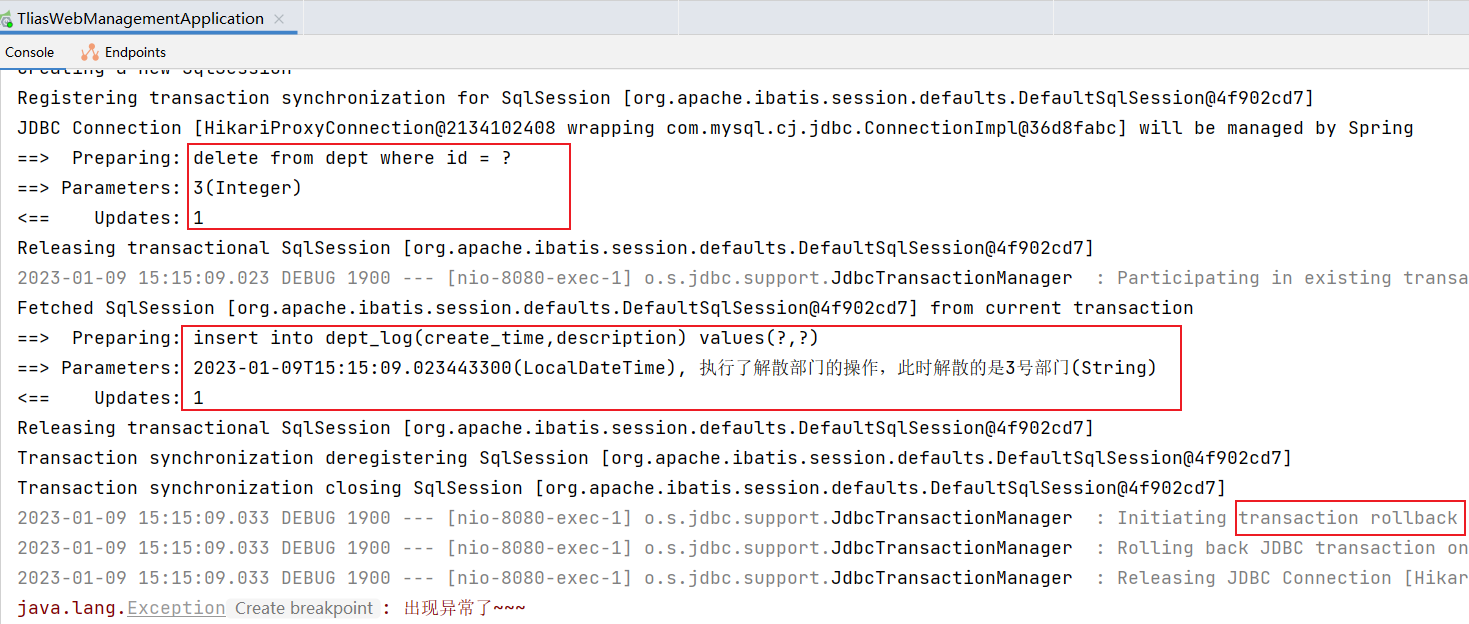 TliasWebManagementApplication
Console Endpoints
Creating a new SqlSession
Registering transaction synchronization for SqlSession [org.apache.ibatis.session.defaults.DefaultSqlSession@4f902cd7]
JDBC Connection [HikariProxyConnection@2134102408 wrapping com.mysql.cj.jdbc.ConnectionImpl@36d8fabc] will be managed by Spring
==>  Preparing: delete from dept where id = ?
==> Parameters: 3(Integer)
<==    Updates: 1
Releasing transactional SqlSession [org.apache.ibatis.session.defaults.DefaultSqlSession@4f902cd7]
2023-01-09 15:15:09.023 DEBUG 1900 --- [nio-8080-exec-1] o.s.jdbc.support.JdbcTransactionManager  : Participating in existing transa
Fetched SqlSession [org.apache.ibatis.session.defaults.DefaultSqlSession@4f902cd7] from current transaction
==>  Preparing: insert into dept_log(create_time,description) values(?,?)
==> Parameters: 2023-01-09T15:15:09.023443300(LocalDateTime), 执行了解散部门的操作，此时解散的是3号部门(String)
<==    Updates: 1
Releasing transactional SqlSession [org.apache.ibatis.session.defaults.DefaultSqlSession@4f902cd7]
Transaction synchronization deregistering SqlSession [org.apache.ibatis.session.defaults.DefaultSqlSession@4f902cd7]
Transaction synchronization closing SqlSession [org.apache.ibatis.session.defaults.DefaultSqlSession@4f902cd7]
2023-01-09 15:15:09.033 DEBUG 1900 --- [nio-8080-exec-1] o.s.jdbc.support.JdbcTransactionManager  : Initiating transaction rollback
2023-01-09 15:15:09.033 DEBUG 1900 --- [nio-8080-exec-1] o.s.jdbc.support.JdbcTransactionManager  : Rolling back JDBC transaction on
2023-01-09 15:15:09.033 DEBUG 1900 --- [nio-8080-exec-1] o.s.jdbc.support.JdbcTransactionManager  : Releasing JDBC Connection [Hikar
java.lang.Exception Create breakpoint : 出现异常了~~~